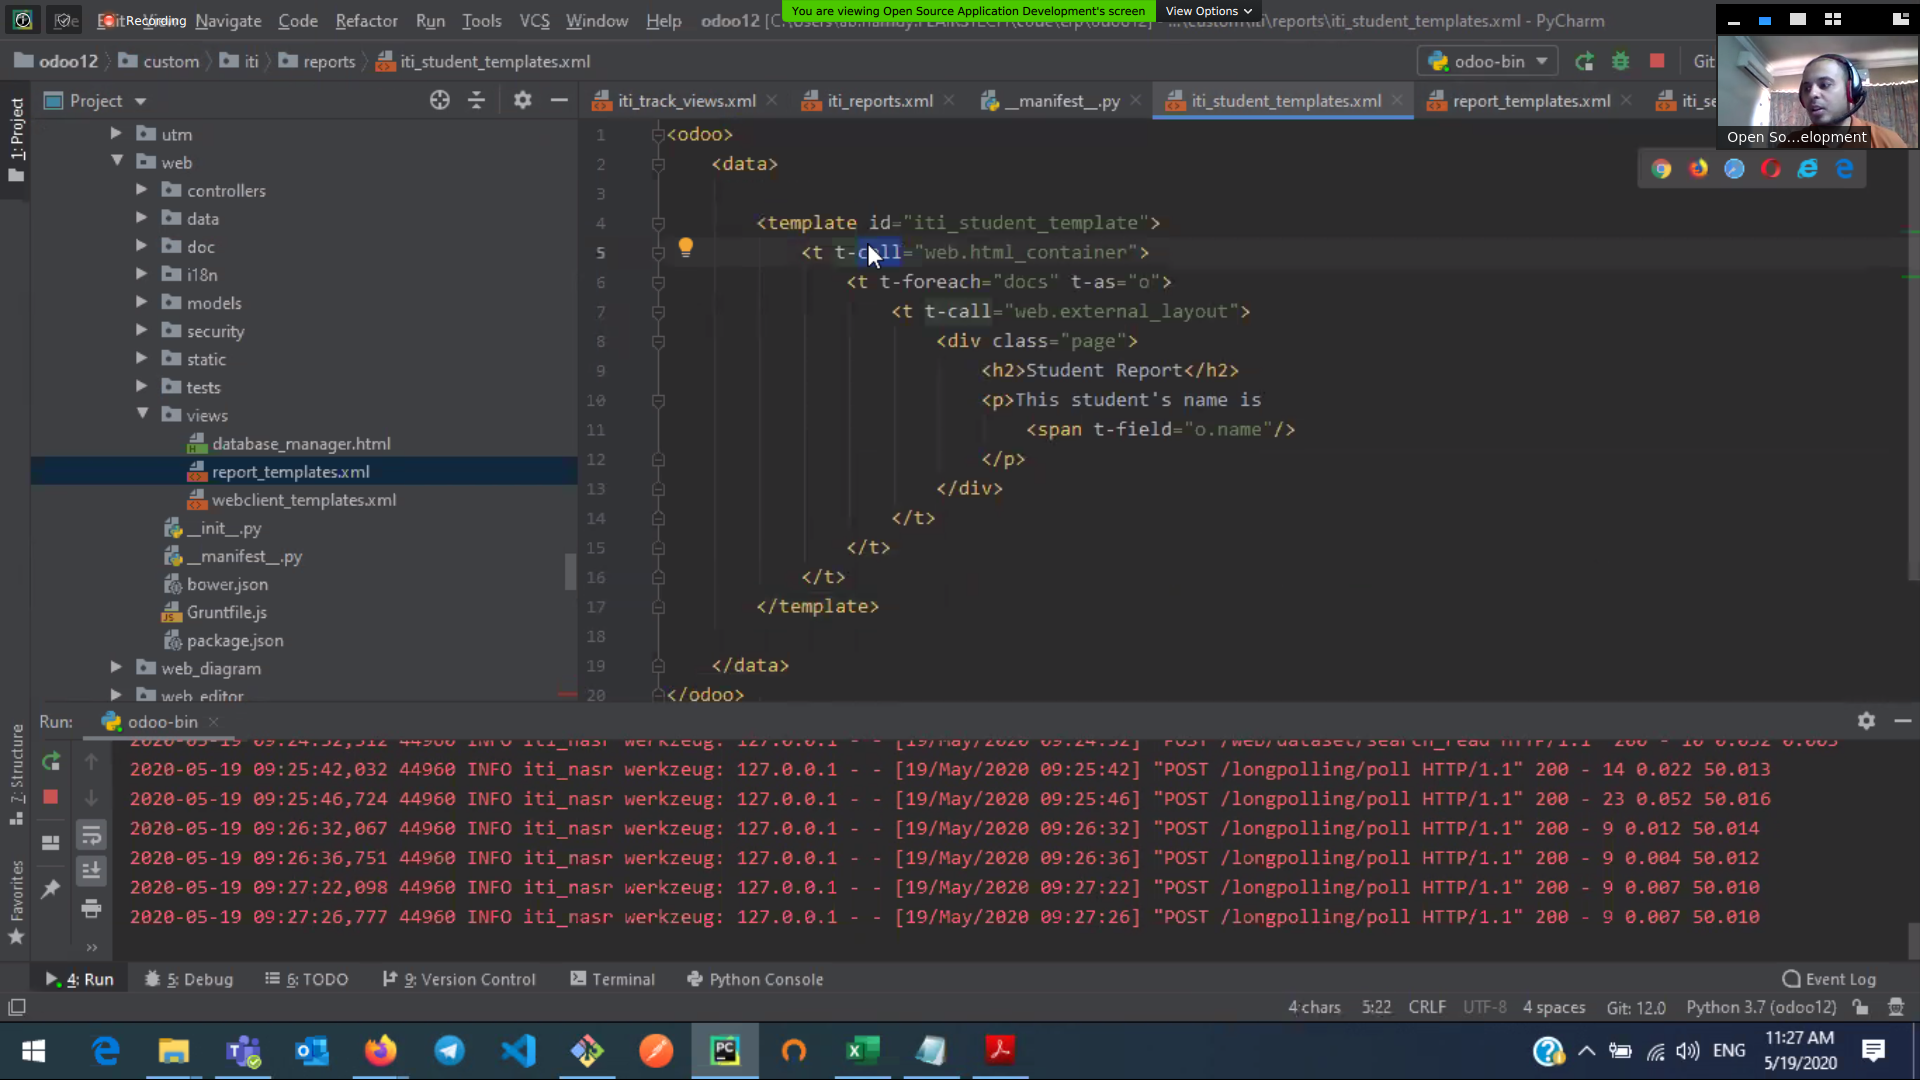 Recording
File Edit View Navigate Code Refactor Run Tools VCS Window Help
You are viewing Open Source Application Development's screen
View Options
iti_student_templates.xml - PyCharm
odoo12 custom iti reports iti_student_templates.xml
odoo-bin
Git
Open So...elopment
1: Project
Project
iti_track_views.xml
iti_reports.xml
__manifest__.py
iti_student_templates.xml
report_templates.xml
iti_se
utm
web
controllers
data
doc
i18n
models
security
static
tests
views
database_manager.html
report_templates.xml
webclient_templates.xml
__init__.py
__manifest__.py
bower.json
Gruntfile.js
package.json
web_diagram
web_editor
1 <odoo>
2 <data>
3
4 <template id="iti_student_template">
5 <t t-call="web.html_container">
6 <t t-foreach="docs" t-as="o">
7 <t t-call="web.external_layout">
8 <div class="page">
9 <h2>Student Report</h2>
10 <p>This student's name is
11 <span t-field="o.name"/>
12 </p>
13 </div>
14 </t>
15 </t>
16 </t>
17 </template>
18
19 </data>
20 </odoo>
7: Structure
Favorites
Run: odoo-bin
2020-05-19 09:25:42,032 44960 INFO iti_nasr werkzeug: 127.0.0.1 - - [19/May/2020 09:25:42] "POST /longpolling/poll HTTP/1.1" 200 - 14 0.022 50.013
2020-05-19 09:25:46,724 44960 INFO iti_nasr werkzeug: 127.0.0.1 - - [19/May/2020 09:25:46] "POST /longpolling/poll HTTP/1.1" 200 - 23 0.052 50.016
2020-05-19 09:26:32,067 44960 INFO iti_nasr werkzeug: 127.0.0.1 - - [19/May/2020 09:26:32] "POST /longpolling/poll HTTP/1.1" 200 - 9 0.012 50.014
2020-05-19 09:26:36,751 44960 INFO iti_nasr werkzeug: 127.0.0.1 - - [19/May/2020 09:26:36] "POST /longpolling/poll HTTP/1.1" 200 - 9 0.004 50.012
2020-05-19 09:27:22,098 44960 INFO iti_nasr werkzeug: 127.0.0.1 - - [19/May/2020 09:27:22] "POST /longpolling/poll HTTP/1.1" 200 - 9 0.007 50.010
2020-05-19 09:27:26,777 44960 INFO iti_nasr werkzeug: 127.0.0.1 - - [19/May/2020 09:27:26] "POST /longpolling/poll HTTP/1.1" 200 - 9 0.007 50.010
4: Run 5: Debug 6: TODO 9: Version Control Terminal Python Console Event Log
4 chars 5:22 CRLF UTF-8 4 spaces Git: 12.0 Python 3.7 (odoo12)
ENG
11:27 AM
5/19/2020